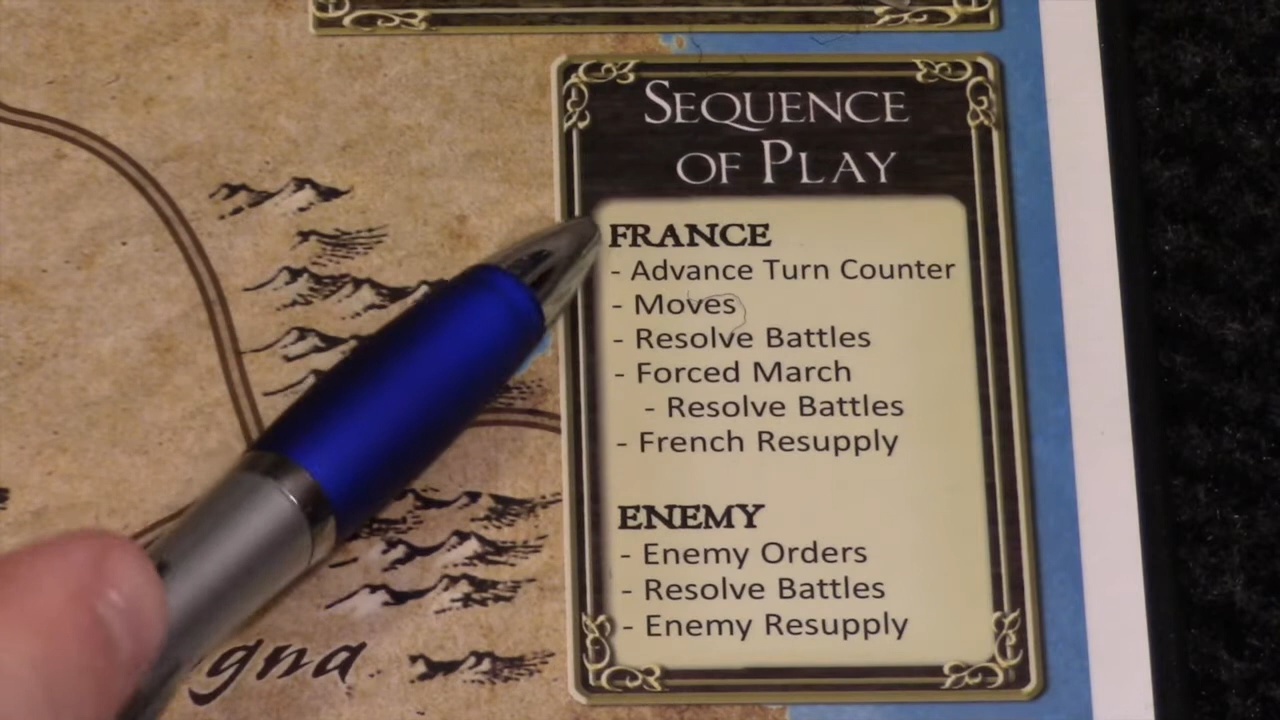 SEQUENCE
OF PLAY
FRANCE
- Advance Turn Counter
- Moves
- Resolve Battles
- Forced March
- Resolve Battles
- French Resupply
ENEMY
- Enemy Orders
- Resolve Battles
- Enemy Resupply
gna